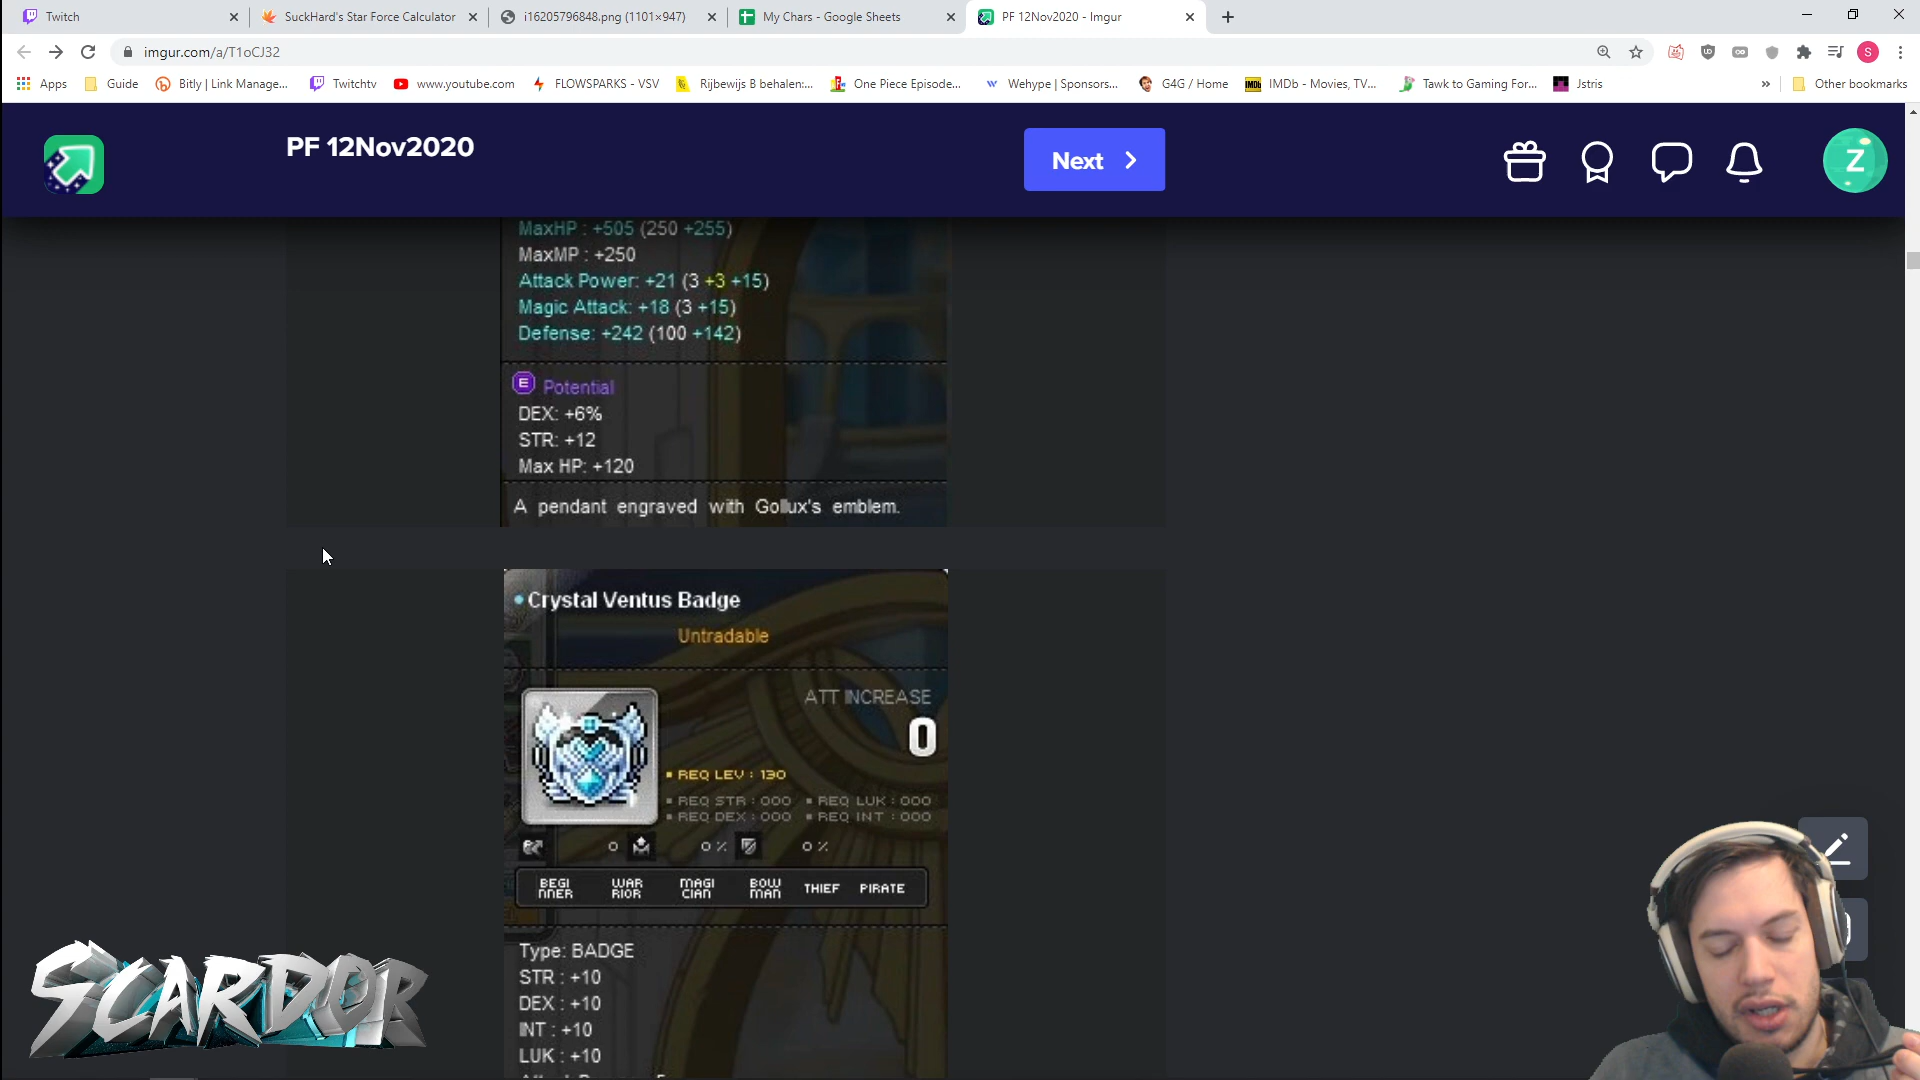 Twitch
SuckHard's Star Force Calculator
i16205796848.png (1101×947)
My Chars - Google Sheets
PF 12Nov2020 - Imgur
imgur.com/a/T1oCJ32
S
Apps
Guide
Bitly | Link Manage...
Twitchtv
www.youtube.com
FLOWSPARKS - VSV
Rijbewijs B behalen:...
One Piece Episode...
Wehype | Sponsors...
G4G / Home
IMDb - Movies, TV...
Tawk to Gaming For...
Jstris
»
Other bookmarks
PF 12Nov2020
Next
Z
MaxHP : +505 (250 +255)
MaxMP : +250
Attack Power: +21 (3 +3 +15)
Magic Attack: +18 (3 +15)
Defense: +242 (100 +142)
E Potential
DEX: +6%
STR: +12
Max HP: +120
A pendant engraved with Gollux's emblem.
Crystal Ventus Badge
Untradable
ATT INCREASE
0
REQ LEV : 130
REQ STR : 000 REQ LUK : 000
REQ DEX : 000 REQ INT : 000
0 0 % 0 %
BEGINNER WARRIOR MAGICIAN BOWMAN THIEF PIRATE
Type: BADGE
STR : +10
DEX : +10
INT : +10
LUK : +10
SCARDOR